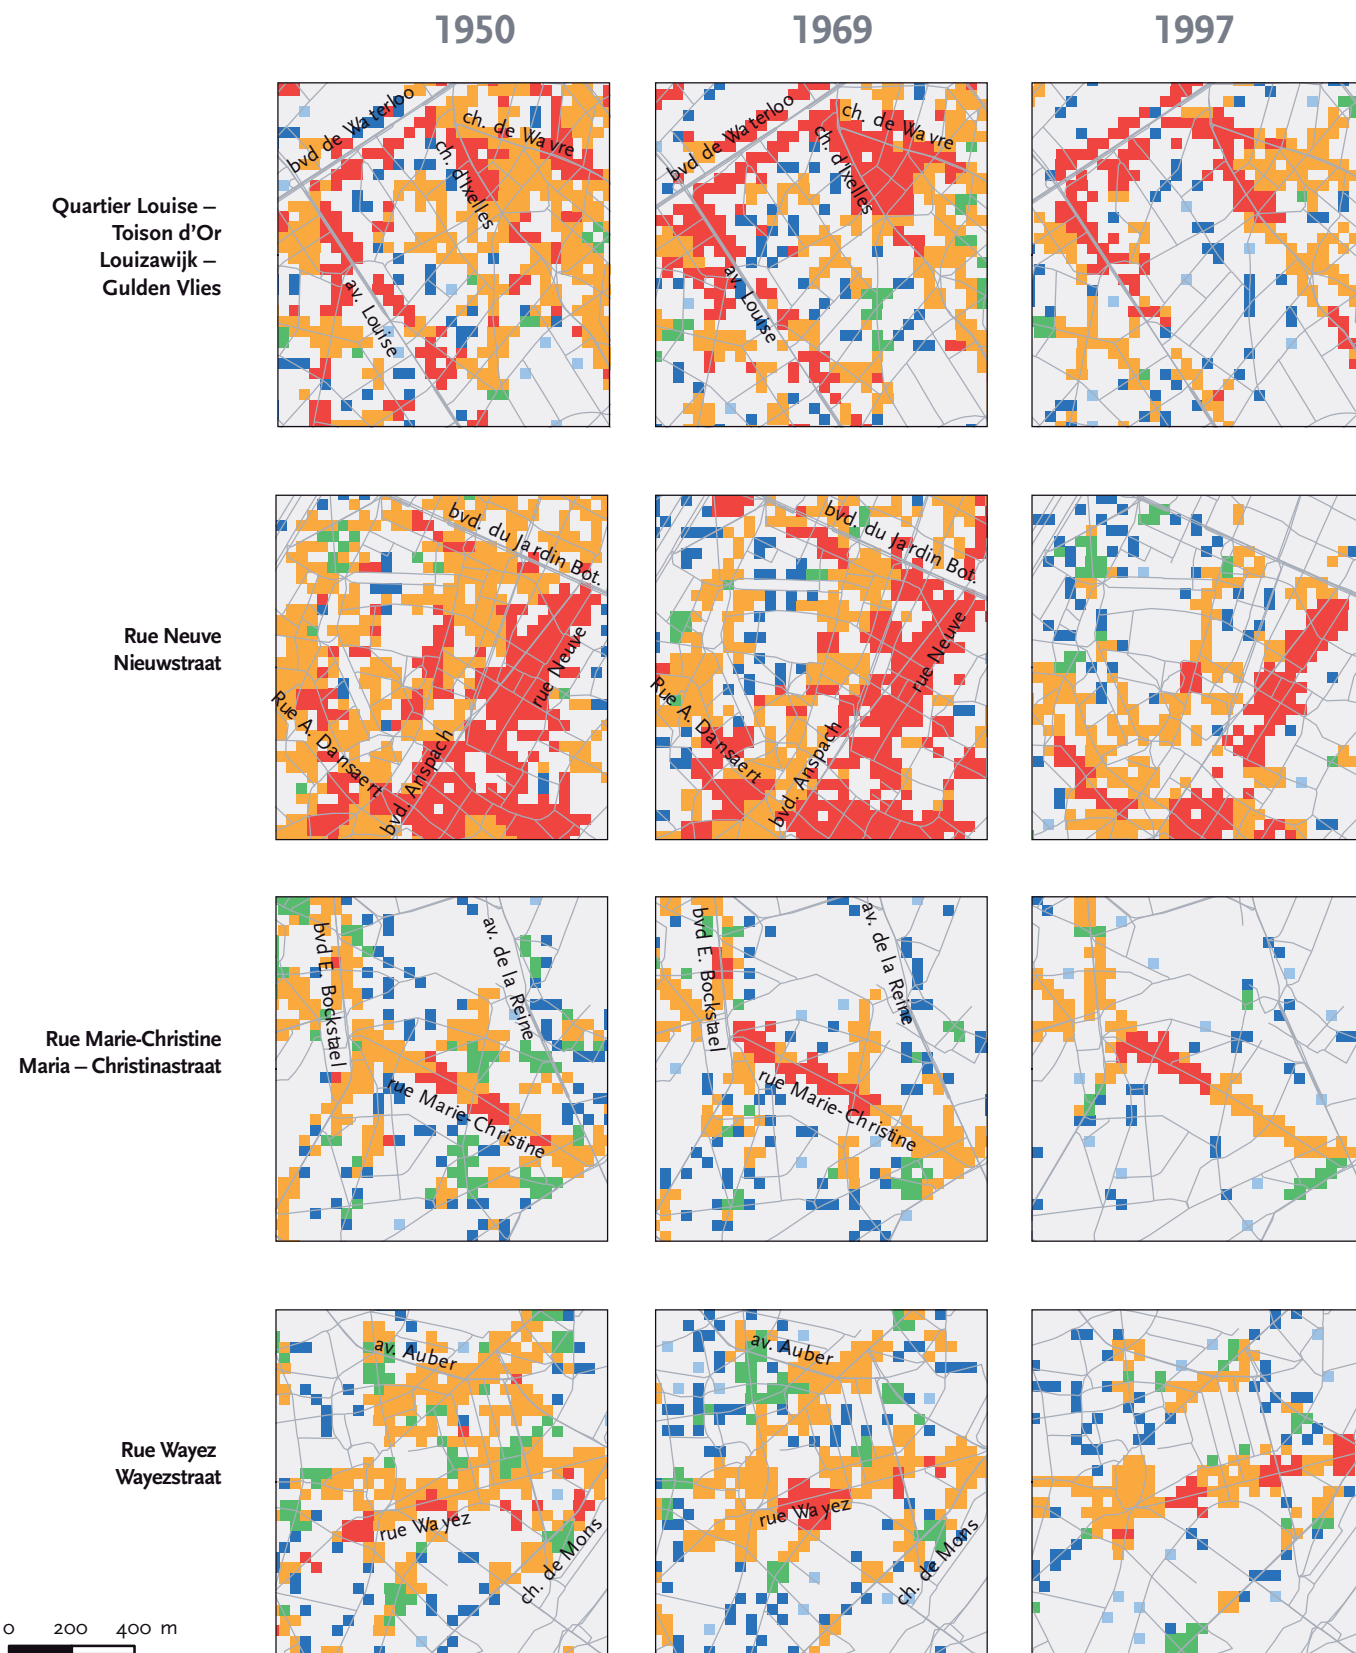 1950
1969
1997
Quartier Louise –
Toison d'Or
Louizawijk –
Gulden Vlies
bvd de Waterloo
ch. de Wavre
ch. d'Ixelles
av. Louise
bvd de Waterloo
ch. de Wavre
ch. d'Ixelles
av. Louise
Rue Neuve
Nieuwstraat
bvd. du Jardin Bot.
rue Neuve
Rue A. Dansaert
bvd. Anspach
bvd. du Jardin Bot.
rue Neuve
Rue A. Dansaert
bvd. Anspach
Rue Marie-Christine
Maria – Christinastraat
bvd E. Bockstael
av. de la Reine
rue Marie-Christine
bvd E. Bockstael
av. de la Reine
rue Marie-Christine
Rue Wayez
Wayezstraat
av. Auber
rue Wayez
ch. de Mons
av. Auber
rue Wayez
ch. de Mons
0 200 400 m